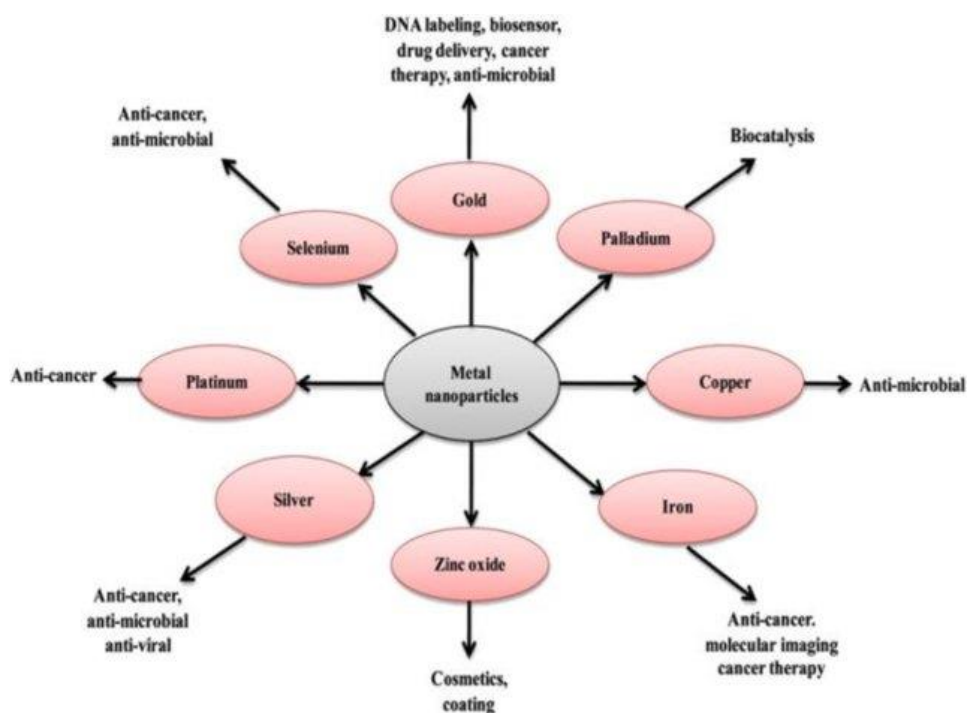 DNA labeling, biosensor,
drug delivery, cancer
therapy, anti-microbial
Anti-cancer,
anti-microbial
Biocatalysis
Gold
Selenium
Palladium
Anti-cancer
Platinum
Metal
nanoparticles
Copper
Anti-microbial
Silver
Iron
Zinc oxide
Anti-cancer,
anti-microbial
anti-viral
Anti-cancer.
molecular imaging
cancer therapy
Cosmetics,
coating